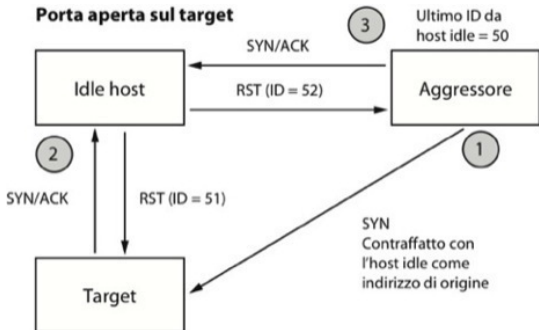 Porta aperta sul target
3
Ultimo ID da
host idle = 50
SYN/ACK
Idle host
RST (ID = 52)
Aggressore
2
1
SYN/ACK
RST (ID = 51)
SYN
Contraffatto con
l'host idle come
indirizzo di origine
Target